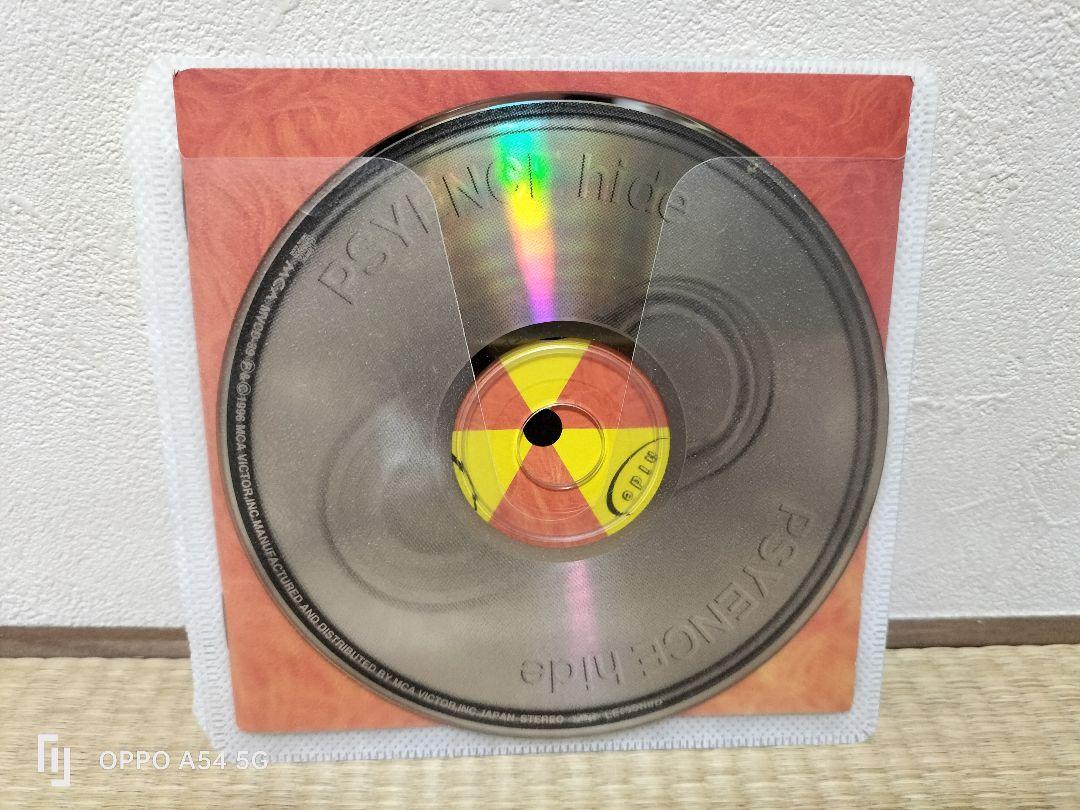 PSYENCE hide
hide
PSYENCE hide
1996 MCA VICTOR,INC.MANUFACTURED AND DISTRIBUTED BY MCA VICTOR,INC.JAPAN STEREO
OPPO A54 5G